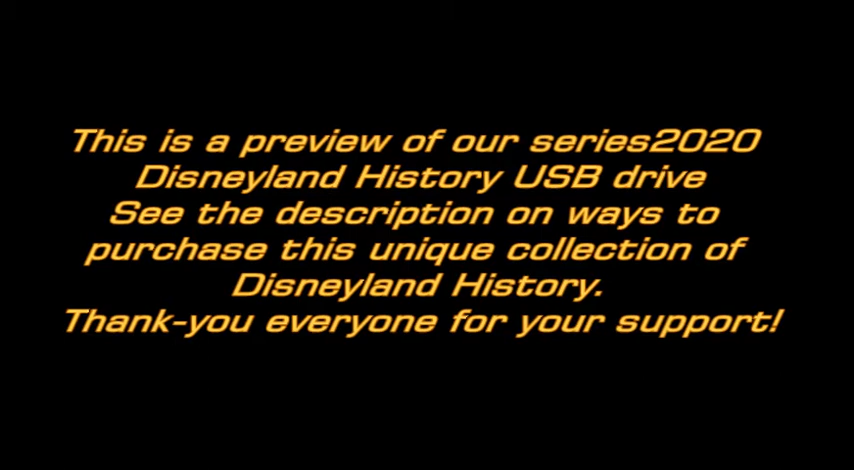 This is a preview of our series2020
Disneyland History USB drive
See the description on ways to
purchase this unique collection of
Disneyland History.
Thank-you everyone for your support!